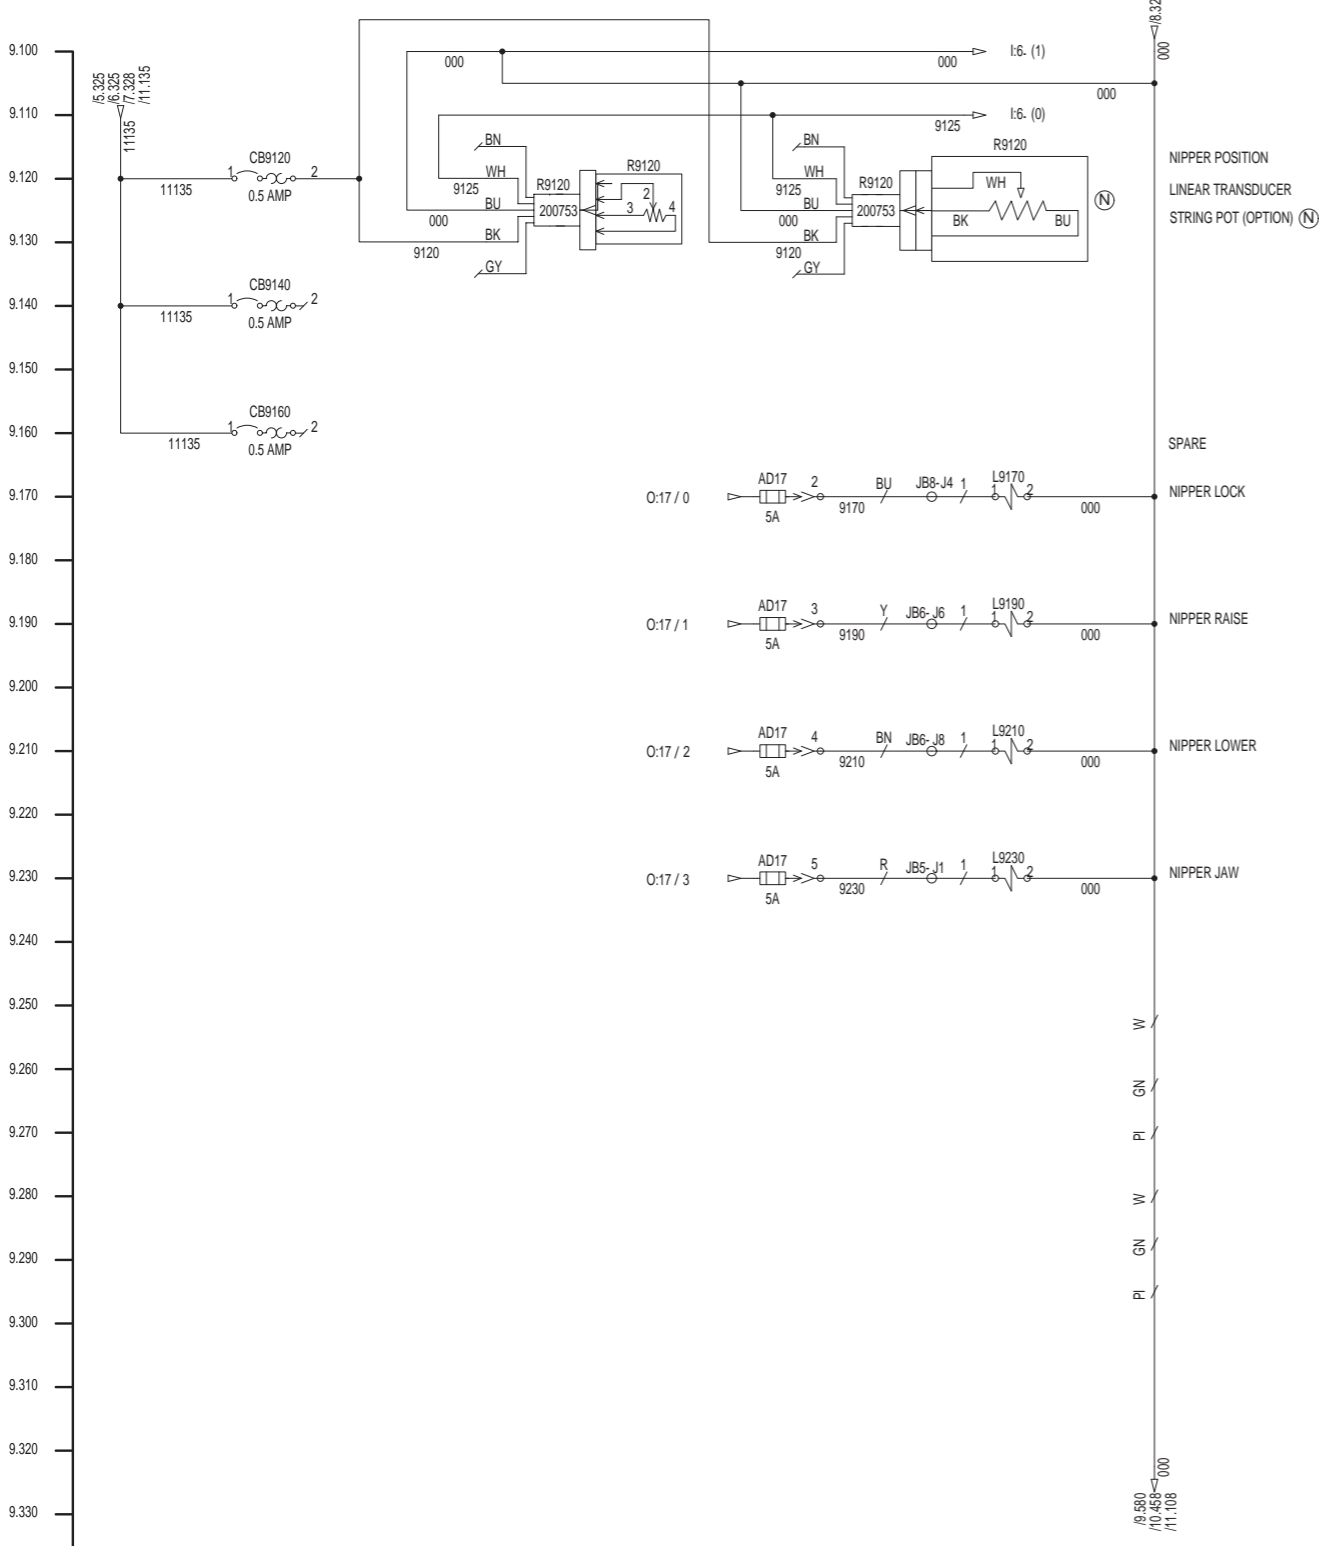 /8.32
000
9.100
000
000
I:6- (1)
/5.325
/6.325
/7.328
/11.135
000
9.110
11135
9125
I:6- (0)
BN
BN
R9120
NIPPER POSITION
CB9120
R9120
9.120
11135
1
2
0.5 AMP
WH
9125
R9120
2
WH
9125
R9120
WH
LINEAR TRANSDUCER
BU
000
200753
3
4
BU
000
200753
BK
BU
N
STRING POT (OPTION) N
9.130
BK
9120
BK
9120
GY
GY
CB9140
9.140
11135
1
2
0.5 AMP
9.150
CB9160
9.160
11135
1
2
0.5 AMP
SPARE
9.170
O:17 / 0
AD17
5A
2
9170
BU
JB8-J4
1
L9170
1
2
000
NIPPER LOCK
9.180
9.190
O:17 / 1
AD17
5A
3
9190
Y
JB6- J6
1
L9190
1
2
000
NIPPER RAISE
9.200
9.210
O:17 / 2
AD17
5A
4
9210
BN
JB6- J8
1
L9210
1
2
000
NIPPER LOWER
9.220
9.230
O:17 / 3
AD17
5A
5
9230
R
JB5- J1
1
L9230
1
2
000
NIPPER JAW
9.240
9.250
W
9.260
GN
9.270
PI
9.280
W
9.290
GN
PI
9.300
9.310
9.320
000
9.330
/9.580
/10.458
/11.108